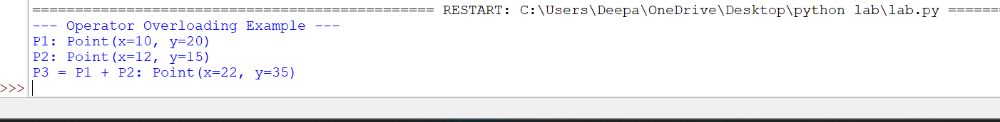 =============================================== RESTART: C:\Users\Deepa\OneDrive\Desktop\python lab\lab.py ======
--- Operator Overloading Example ---
P1: Point(x=10, y=20)
P2: Point(x=12, y=15)
P3 = P1 + P2: Point(x=22, y=35)
>>>